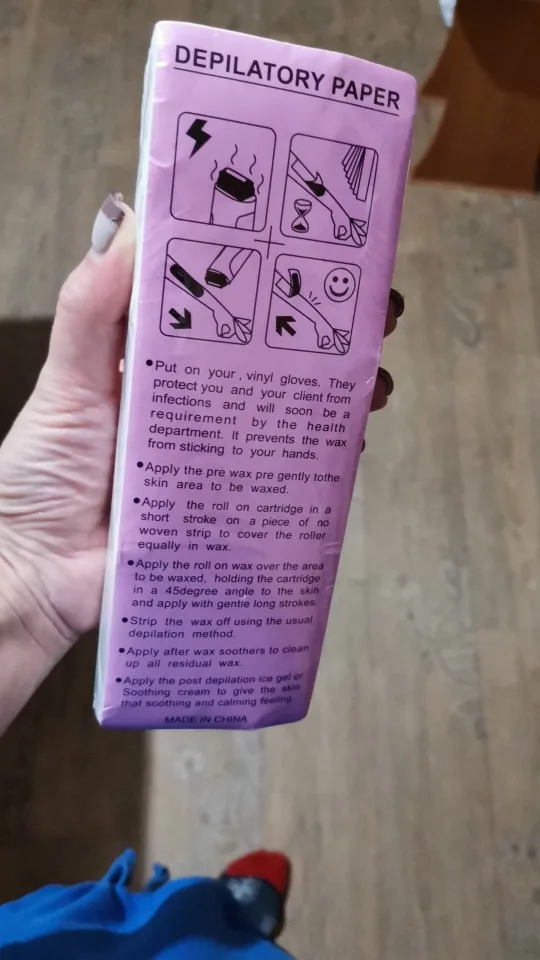 DEPILATORY PAPER
•Put on your , vinyl gloves. They
protect you and your client from
infections and will soon be a
requirement by the health
department. It prevents the wax
from sticking to your hands.
•Apply the pre wax pre gently tothe
skin area to be waxed.
•Apply the roll on cartridge in a
short stroke on a piece of no
woven strip to cover the roller
equally in wax.
•Apply the roll on wax over the area
to be waxed, holding the cartridge
in a 45degree angle to the skin
and apply with gentle long strokes.
•Strip the wax off using the usual
depilation method.
•Apply after wax soothers to clean
up all residual wax.
•Apply the post depilation ice gel or
Soothing cream to give the skin
that soothing and calming feeling.
MADE IN CHINA